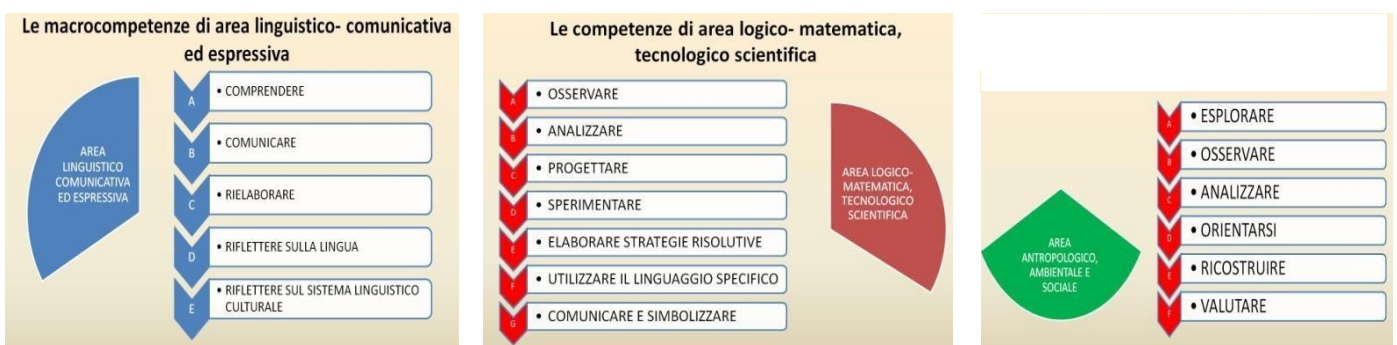 Le macrocompetenze di area linguistico- comunicativa
ed espressiva
AREA
LINGUISTICO
COMUNICATIVA
ED ESPRESSIVA
A
• COMPRENDERE
B
• COMUNICARE
C
• RIELABORARE
D
• RIFLETTERE SULLA LINGUA
E
• RIFLETTERE SUL SISTEMA LINGUISTICO
CULTURALE
Le competenze di area logico- matematica,
tecnologico scientifica
A
• OSSERVARE
B
• ANALIZZARE
C
• PROGETTARE
D
• SPERIMENTARE
E
• ELABORARE STRATEGIE RISOLUTIVE
F
• UTILIZZARE IL LINGUAGGIO SPECIFICO
G
• COMUNICARE E SIMBOLIZZARE
AREA LOGICO-
MATEMATICA,
TECNOLOGICO
SCIENTIFICA
AREA
ANTROPOLOGICO,
AMBIENTALE E
SOCIALE
A
• ESPLORARE
B
• OSSERVARE
C
• ANALIZZARE
D
• ORIENTARSI
E
• RICOSTRUIRE
F
• VALUTARE